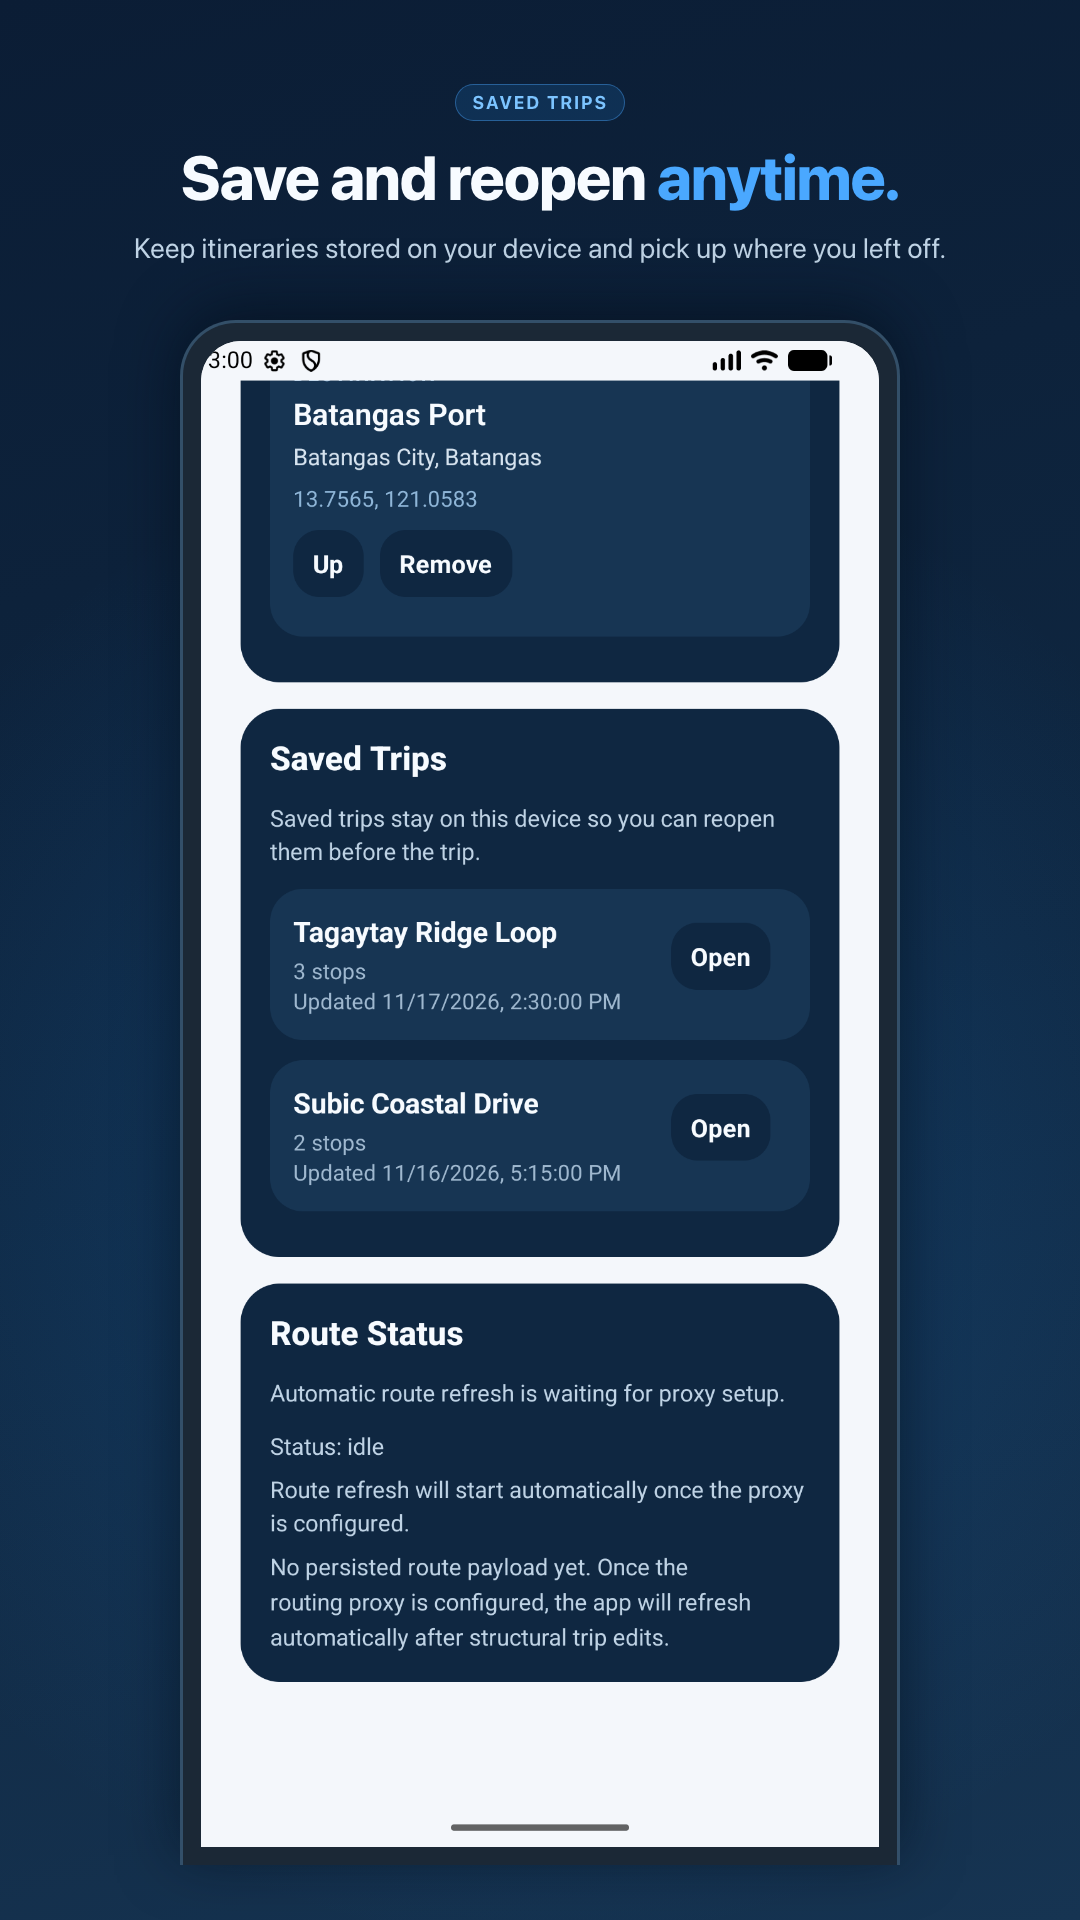 SAVED TRIPS
Save and reopen anytime.
Keep itineraries stored on your device and pick up where you left off.
3:00
Batangas Port
Batangas City, Batangas
13.7565, 121.0583
Up
Remove
Saved Trips
Saved trips stay on this device so you can reopen
them before the trip.
Tagaytay Ridge Loop
3 stops
Updated 11/17/2026, 2:30:00 PM
Open
Subic Coastal Drive
2 stops
Updated 11/16/2026, 5:15:00 PM
Open
Route Status
Automatic route refresh is waiting for proxy setup.
Status: idle
Route refresh will start automatically once the proxy
is configured.
No persisted route payload yet. Once the
routing proxy is configured, the app will refresh
automatically after structural trip edits.